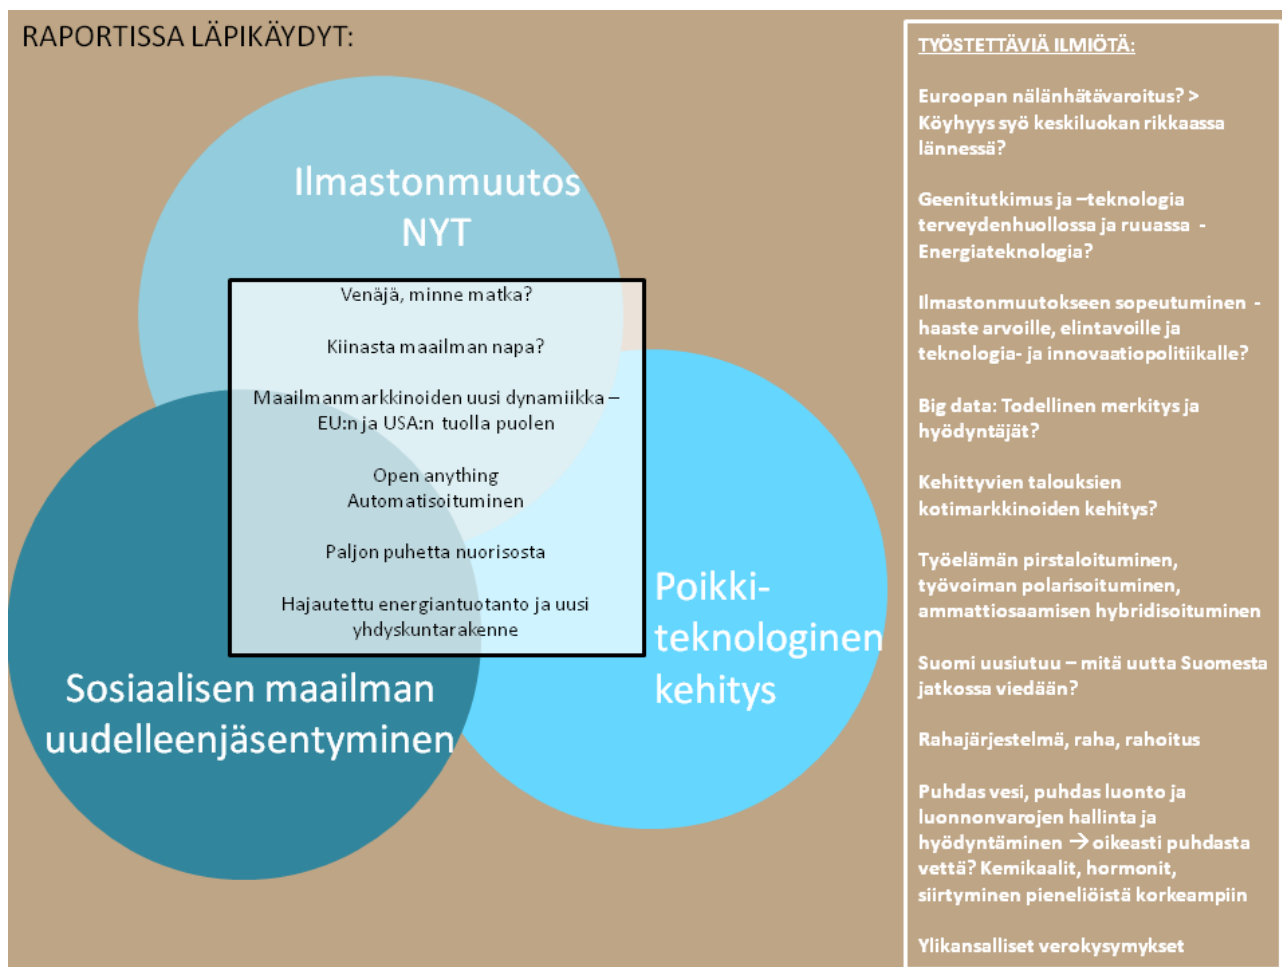 RAPORTISSA LÄPIKÄYDYT:
Ilmastonmuutos
NYT
Venäjä, minne matka?
Kiinasta maailman napa?
Maailmanmarkkinoiden uusi dynamiikka –
EU:n ja USA:n tuolla puolen
Open anything
Automatisoituminen
Paljon puhetta nuorisosta
Hajautettu energiantuotanto ja uusi
yhdyskuntarakenne
Poikki-
teknologinen
kehitys
Sosiaalisen maailman
uudelleenjäsentyminen
TYÖSTETTÄVIÄ ILMIÖTÄ:
Euroopan nälänhätävaroitus? >
Köyhyys syö keskiluokan rikkaassa
lännessä?
Geenitutkimus ja –teknologia
terveydenhuollossa ja ruuassa -
Energiateknologia?
Ilmastonmuutokseen sopeutuminen -
haaste arvoille, elintavoille ja
teknologia- ja innovaatiopolitiikalle?
Big data: Todellinen merkitys ja
hyödyntäjät?
Kehittyvien talouksien
kotimarkkinoiden kehitys?
Työelämän pirstaloituminen,
työvoiman polarisoituminen,
ammattiosaamisen hybridisoituminen
Suomi uusiutuu – mitä uutta Suomesta
jatkossa viedään?
Rahajärjestelmä, raha, rahoitus
Puhdas vesi, puhdas luonto ja
luonnonvarojen hallinta ja
hyödyntäminen → oikeasti puhdasta
vettä? Kemikaalit, hormonit,
siirtyminen pieneliöistä korkeampiin
Ylikansalliset verokysymykset